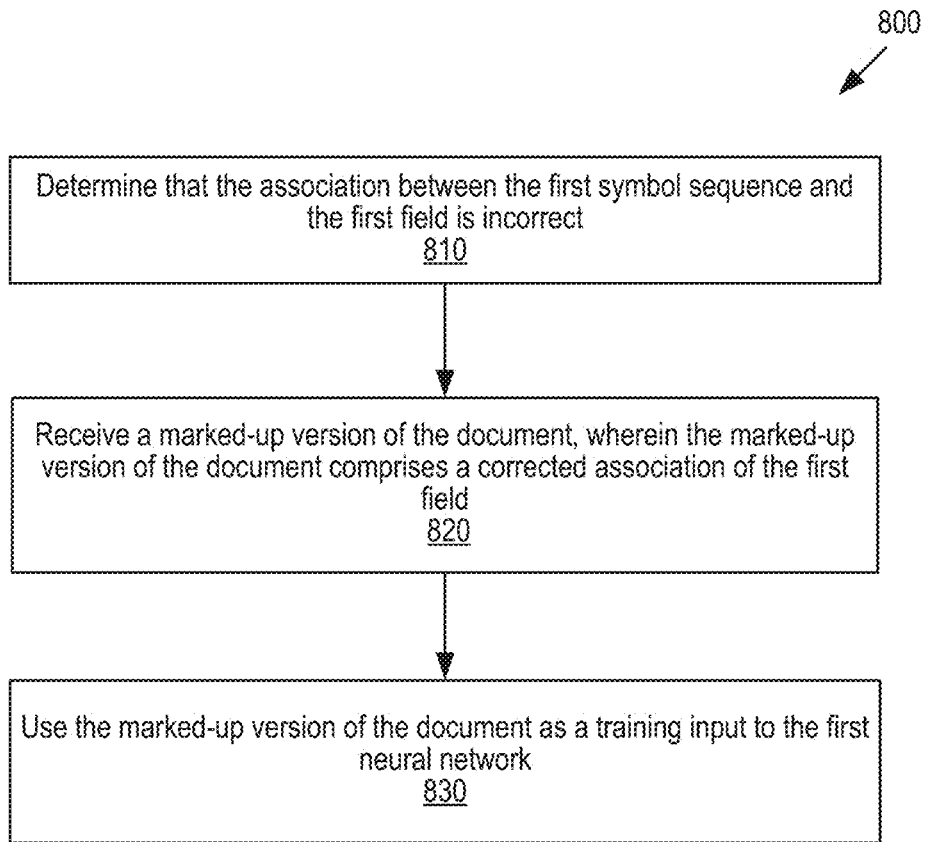 800
Determine that the association between the first symbol sequence and
the first field is incorrect
810
Receive a marked-up version of the document, wherein the marked-up
version of the document comprises a corrected association of the first
field
820
Use the marked-up version of the document as a training input to the first
neural network
830